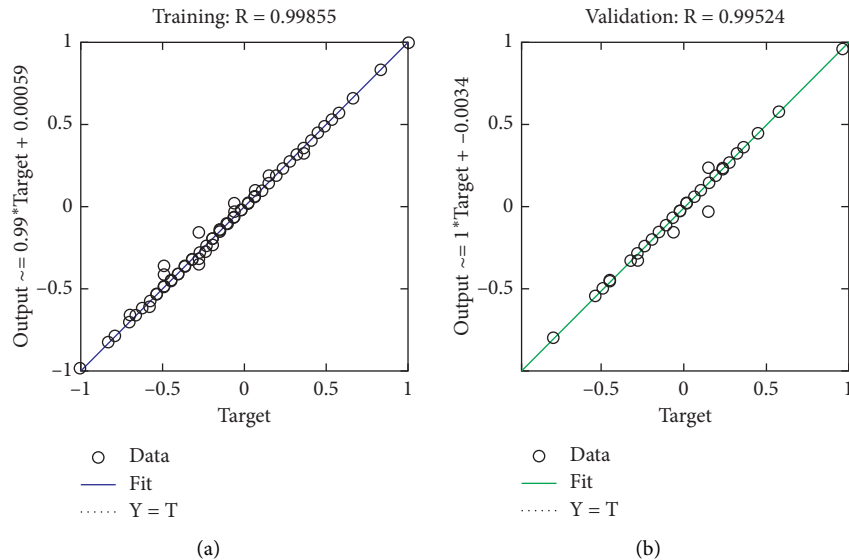 Training: R = 0.99855
Output ~= 0.99*Target + 0.00059
1
0.5
0
−0.5
−1
−1
−0.5
0
0.5
1
Target
Data
Fit
Y = T
(a)
Validation: R = 0.99524
Output ~= 1*Target + −0.0034
1
0.5
0
−0.5
−0.5
0
0.5
1
Target
Data
Fit
Y = T
(b)